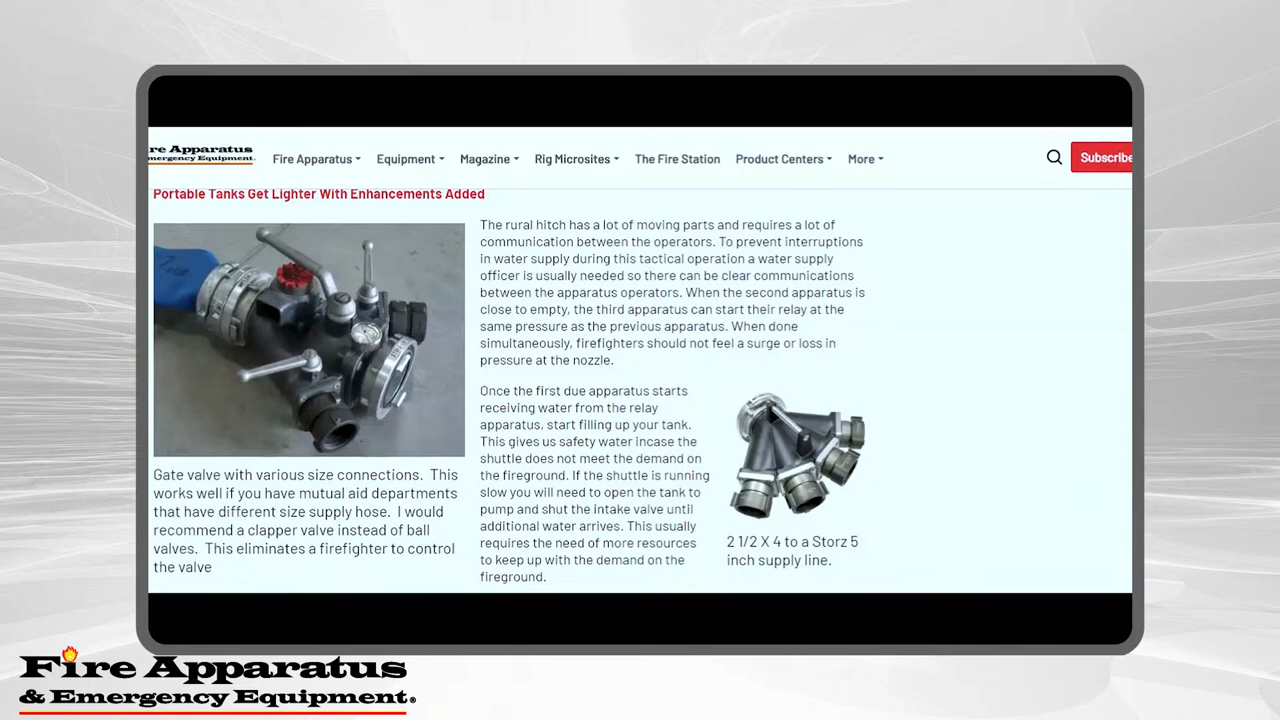 re Apparatus
mergency Equipment.
Fire Apparatus
Equipment
Magazine
Rig Microsites
The Fire Station
Product Centers
More
Subscribe
Portable Tanks Get Lighter With Enhancements Added
The rural hitch has a lot of moving parts and requires a lot of
communication between the operators. To prevent interruptions
in water supply during this tactical operation a water supply
officer is usually needed so there can be clear communications
between the apparatus operators. When the second apparatus is
close to empty, the third apparatus can start their relay at the
same pressure as the previous apparatus. When done
simultaneously, firefighters should not feel a surge or loss in
pressure at the nozzle.
Gate valve with various size connections. This
works well if you have mutual aid departments
that have different size supply hose. I would
recommend a clapper valve instead of ball
valves. This eliminates a firefighter to control
the valve
Once the first due apparatus starts
receiving water from the relay
apparatus, start filling up your tank.
This gives us safety water incase the
shuttle does not meet the demand on
the fireground. If the shuttle is running
slow you will need to open the tank to
pump and shut the intake valve until
additional water arrives. This usually
requires the need of more resources
to keep up with the demand on the
fireground.
2 1/2 X 4 to a Storz 5
inch supply line.
Fire Apparatus
& Emergency Equipment.